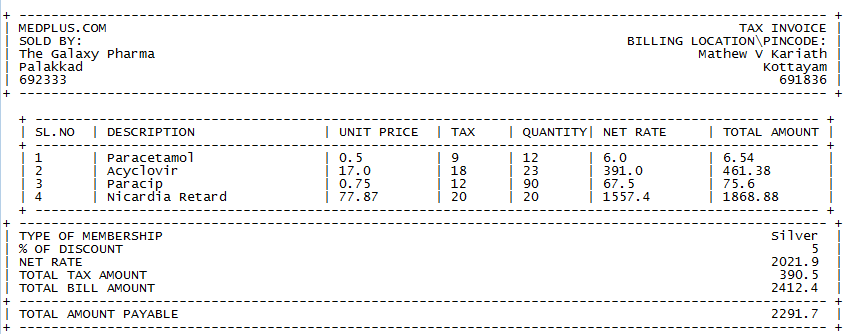 MEDPLUS.COM TAX INVOICE
SOLD BY: BILLING LOCATION\PINCODE:
The Galaxy Pharma Mathew V Kariath
Palakkad Kottayam
692333 691836
SL.NO | DESCRIPTION | UNIT PRICE | TAX | QUANTITY| NET RATE | TOTAL AMOUNT |
1 | Paracetamol | 0.5 | 9 | 12 | 6.0 | 6.54 |
2 | Acyclovir | 17.0 | 18 | 23 | 391.0 | 461.38 |
3 | Paracip | 0.75 | 12 | 90 | 67.5 | 75.6 |
4 | Nicardia Retard | 77.87 | 20 | 20 | 1557.4 | 1868.88 |
TYPE OF MEMBERSHIP Silver
% OF DISCOUNT 5
NET RATE 2021.9
TOTAL TAX AMOUNT 390.5
TOTAL BILL AMOUNT 2412.4
TOTAL AMOUNT PAYABLE 2291.7